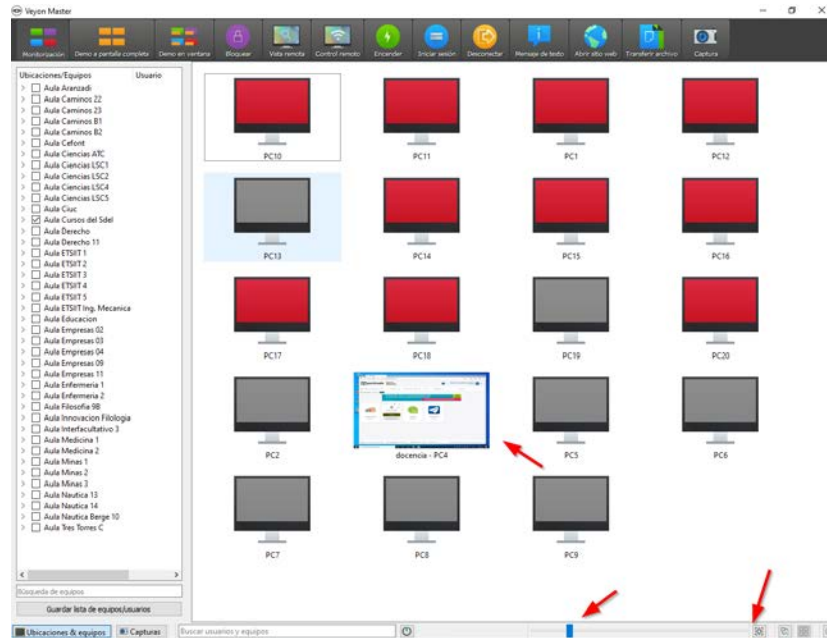 Veyon Master
Monitorización
Demo a pantalla completa
Demo en ventana
Bloquear
Vista remota
Control remoto
Encender
Iniciar sesión
Desconectar
Mensaje de texto
Abrir sitio web
Transferir archivo
Captura
Ubicaciones/Equipos
Usuario
Aula Aranzadi
Aula Caminos 22
Aula Caminos 23
Aula Caminos B1
Aula Caminos B2
Aula Cefont
Aula Ciencias ATC
Aula Ciencias LSC1
Aula Ciencias LSC2
Aula Ciencias LSC4
Aula Ciencias LSC5
Aula Ciuc
Aula Cursos del Sdel
Aula Derecho
Aula Derecho 11
Aula ETSIIT 1
Aula ETSIIT 2
Aula ETSIIT 3
Aula ETSIIT 4
Aula ETSIIT 5
Aula ETSIIT Ing. Mecanica
Aula Educacion
Aula Empresas 02
Aula Empresas 03
Aula Empresas 04
Aula Empresas 09
Aula Empresas 11
Aula Enfermeria 1
Aula Enfermeria 2
Aula Filosofia 9B
Aula Innovacion Filologia
Aula Interfacultativo 3
Aula Medicina 1
Aula Medicina 2
Aula Minas 1
Aula Minas 2
Aula Minas 3
Aula Nautica 13
Aula Nautica 14
Aula Nautica Berge 10
Aula Tres Torres C
Búsqueda de equipos
Guardar lista de equipos/usuarios
Ubicaciones & equipos
Capturas
PC10
PC11
PC1
PC12
PC13
PC14
PC15
PC16
PC17
PC18
PC19
PC20
PC2
docencia - PC4
PC5
PC6
PC7
PC8
PC9
Buscar usuarios y equipos